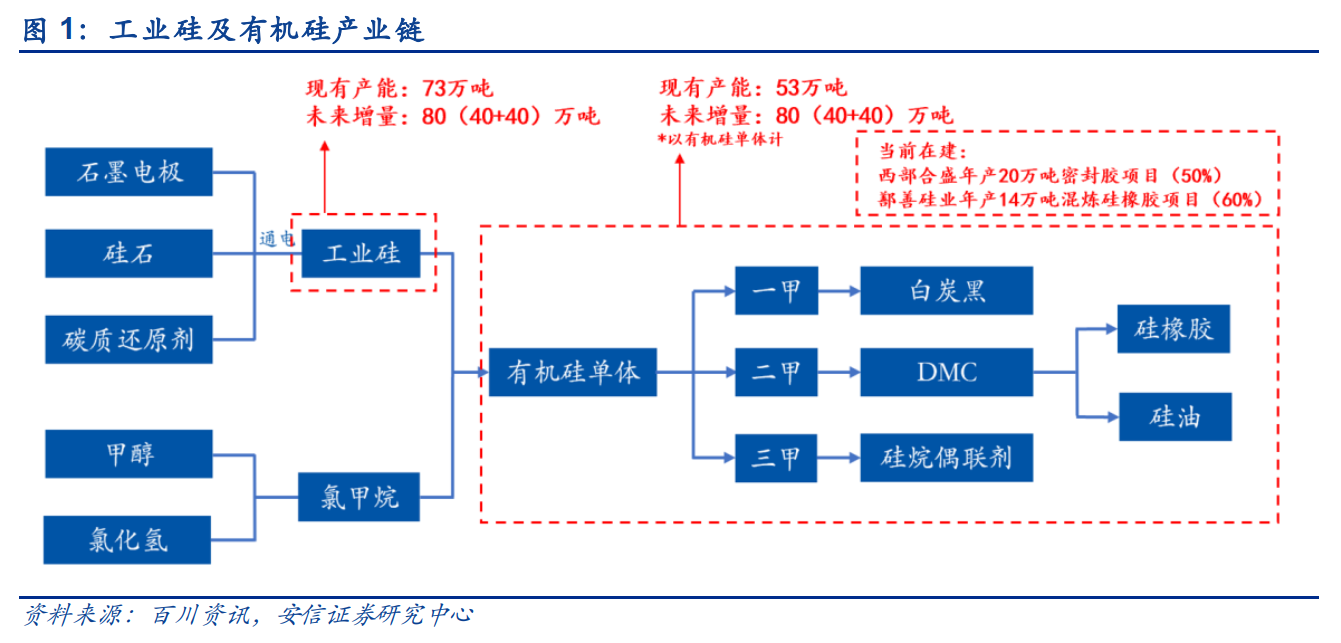 图 1：工业硅及有机硅产业链
现有产能：73万吨
未来增量：80（40+40）万吨
现有产能：53万吨
未来增量：80（40+40）万吨
*以有机硅单体计
当前在建：
西部合盛年产20万吨密封胶项目（50%）
鄯善硅业年产14万吨混炼硅橡胶项目（60%）
石墨电极
硅石
碳质还原剂
通电
工业硅
甲醇
氯化氢
氯甲烷
有机硅单体
一甲
白炭黑
二甲
DMC
三甲
硅烷偶联剂
硅橡胶
硅油
资料来源：百川资讯，安信证券研究中心